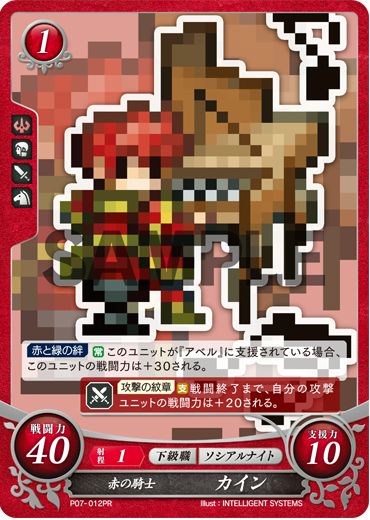 1
SAMPLE
赤と緑の絆 常 このユニットが『アベル』に支援されている場合、
このユニットの戦闘力は＋30される。
攻撃の紋章 支 戦闘終了まで、自分の攻撃
ユニットの戦闘力は＋20される。
戦闘力
40
射程 1
下級職
ソシアルナイト
支援力
10
赤の騎士
カイン
P07-012PR
Illust：INTELLIGENT SYSTEMS